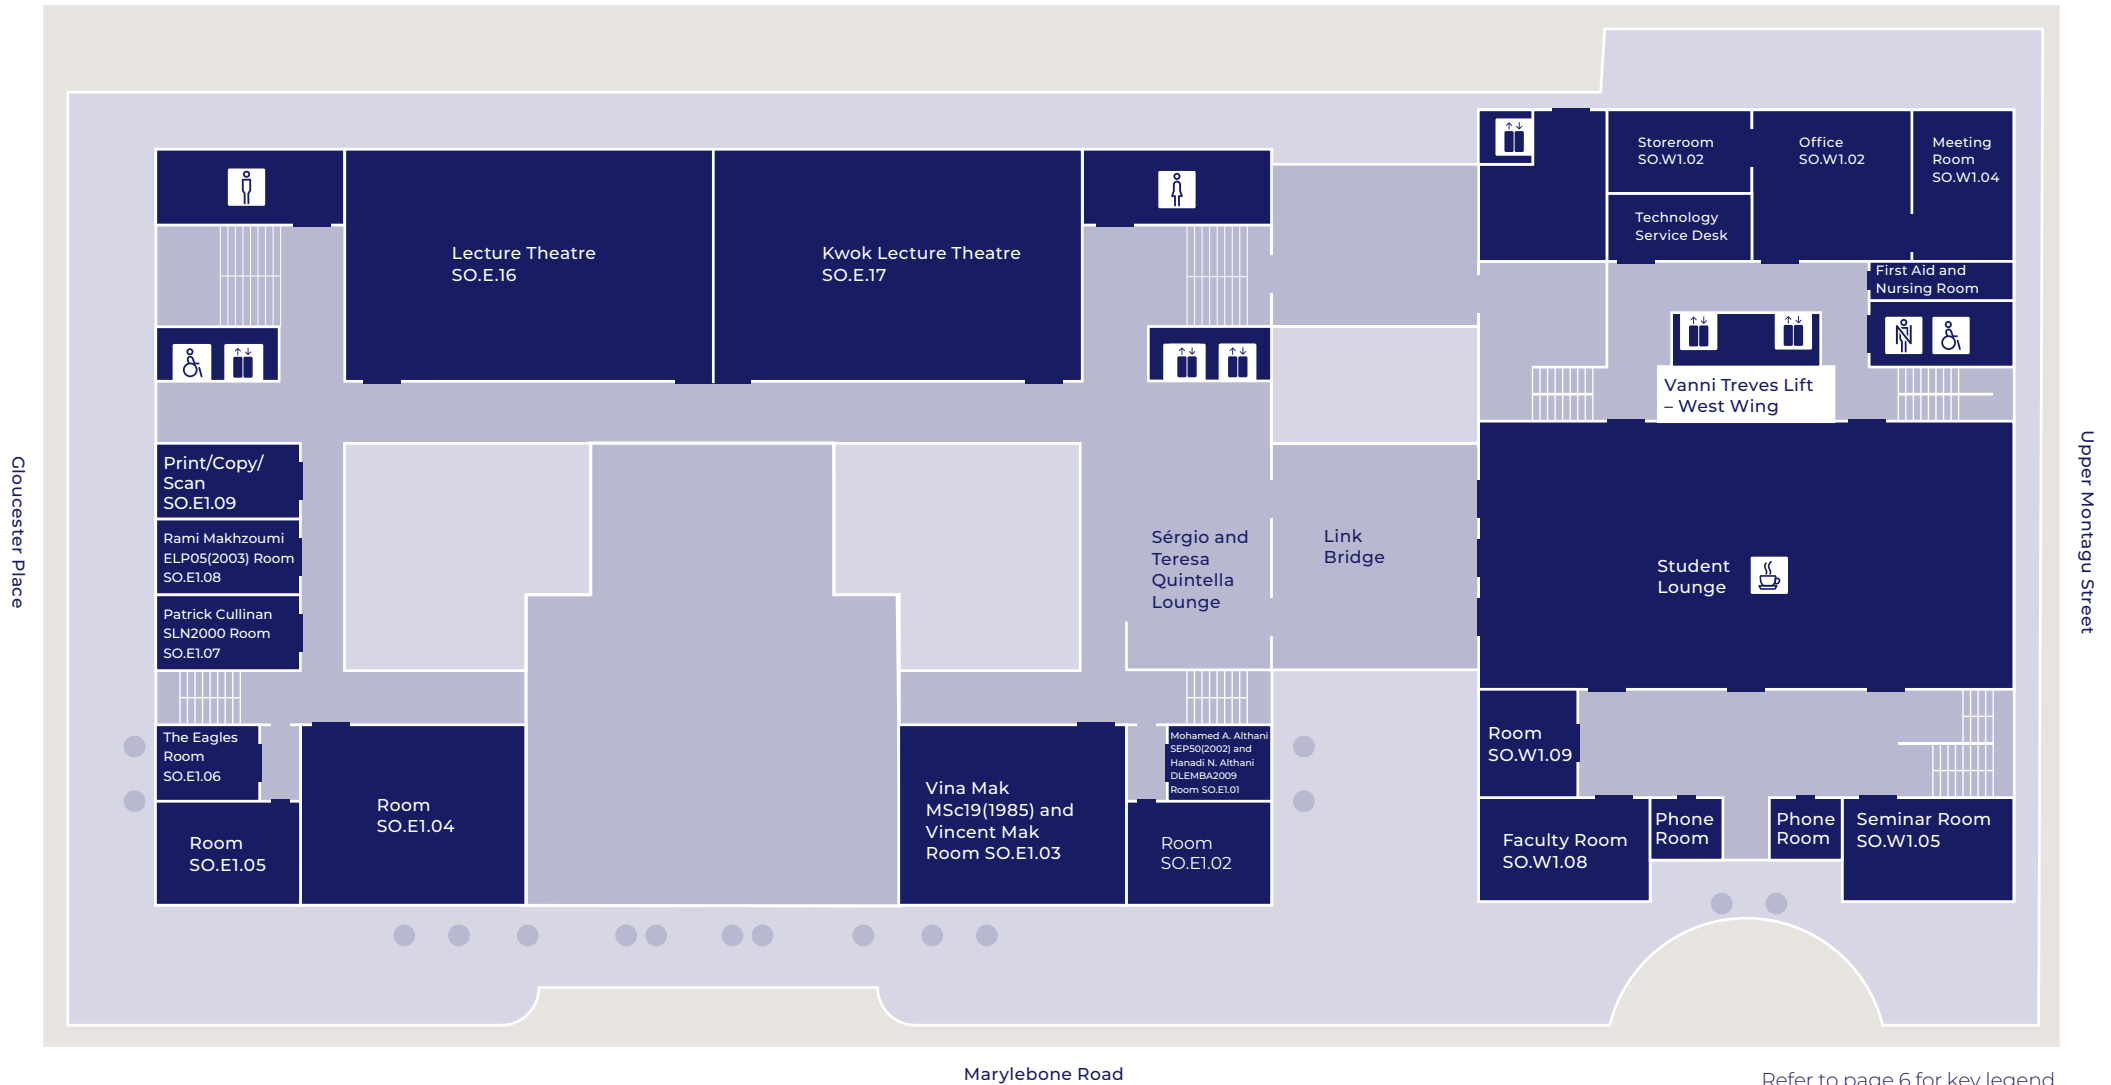 Storeroom
SO.W1.02
Office
SO.W1.02
Meeting
Room
SO.W1.04
Technology
Service Desk
Lecture Theatre
SO.E.16
Kwok Lecture Theatre
SO.E.17
First Aid and
Nursing Room
Vanni Treves Lift
– West Wing
Print/Copy/
Scan
SO.E1.09
Rami Makhzoumi
ELP05(2003) Room
SO.E1.08
Patrick Cullinan
SLN2000 Room
SO.E1.07
Sérgio and
Teresa
Quintella
Lounge
Link
Bridge
Student
Lounge
Gloucester Place
Upper Montagu Street
The Eagles
Room
SO.E1.06
Room
SO.E1.05
Room
SO.E1.04
Vina Mak
MSc19(1985) and
Vincent Mak
Room SO.E1.03
Mohamed A. Althani
SEP50(2002) and
Hanadi N. Althani
DLEMBA2009
Room SO.E1.01
Room
SO.E1.02
Room
SO.W1.09
Faculty Room
SO.W1.08
Phone
Room
Phone
Room
Seminar Room
SO.W1.05
Marylebone Road
Refer to page 6 for key legend